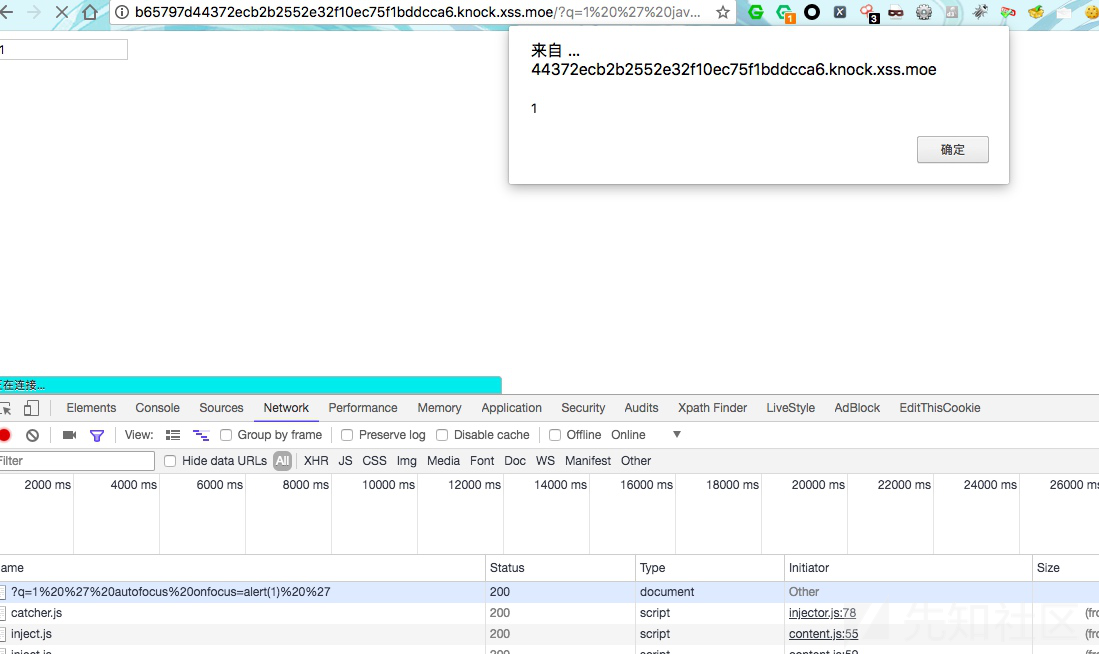 b65797d44372ecb2b2552e32f10ec75f1bddcca6.knock.xss.moe/?q=1%20%27%20jav...
1
3
1
来自 ...
44372ecb2b2552e32f10ec75f1bddcca6.knock.xss.moe
1
确定
正在连接...
Elements Console Sources Network Performance Memory Application Security Audits Xpath Finder LiveStyle AdBlock EditThisCookie
View: Group by frame Preserve log Disable cache Offline Online
Filter Hide data URLs All XHR JS CSS Img Media Font Doc WS Manifest Other
2000 ms 4000 ms 6000 ms 8000 ms 10000 ms 12000 ms 14000 ms 16000 ms 18000 ms 20000 ms 22000 ms 24000 ms 26000 ms
ame Status Type Initiator Size
?q=1%20%27%20autofocus%20onfocus=alert(1)%20%27 200 document Other
catcher.js 200 script injector.js:78 (fro
inject.js 200 script content.js:55 (fro
先知社区